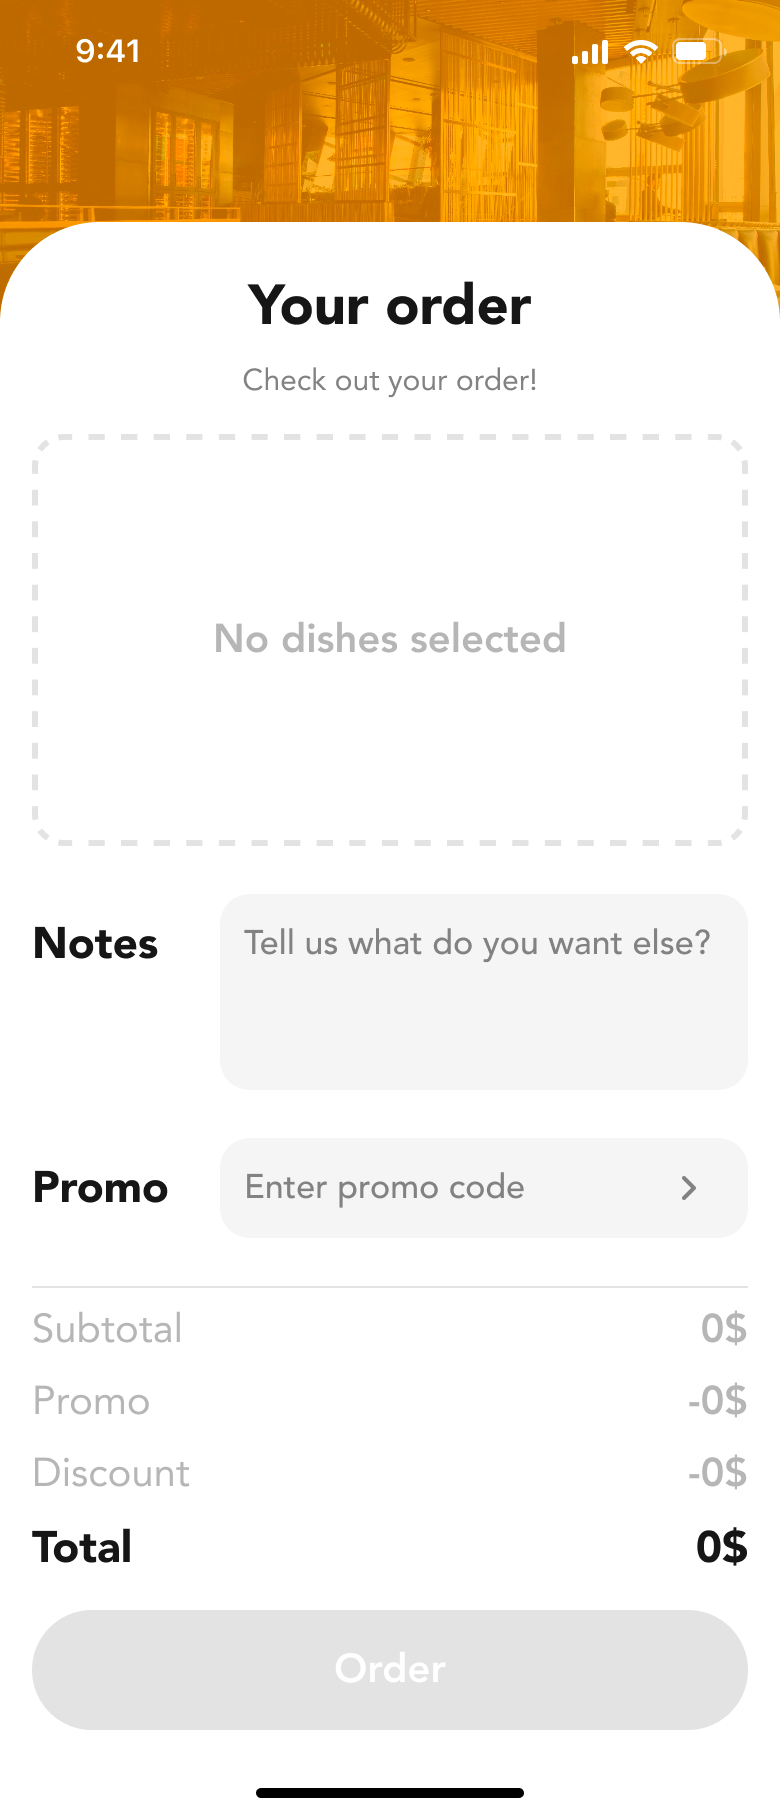 9:41
Your order
Check out your order!
No dishes selected
Notes
Tell us what do you want else?
Promo
Enter promo code
Subtotal 0$
Promo -0$
Discount -0$
Total 0$
Order